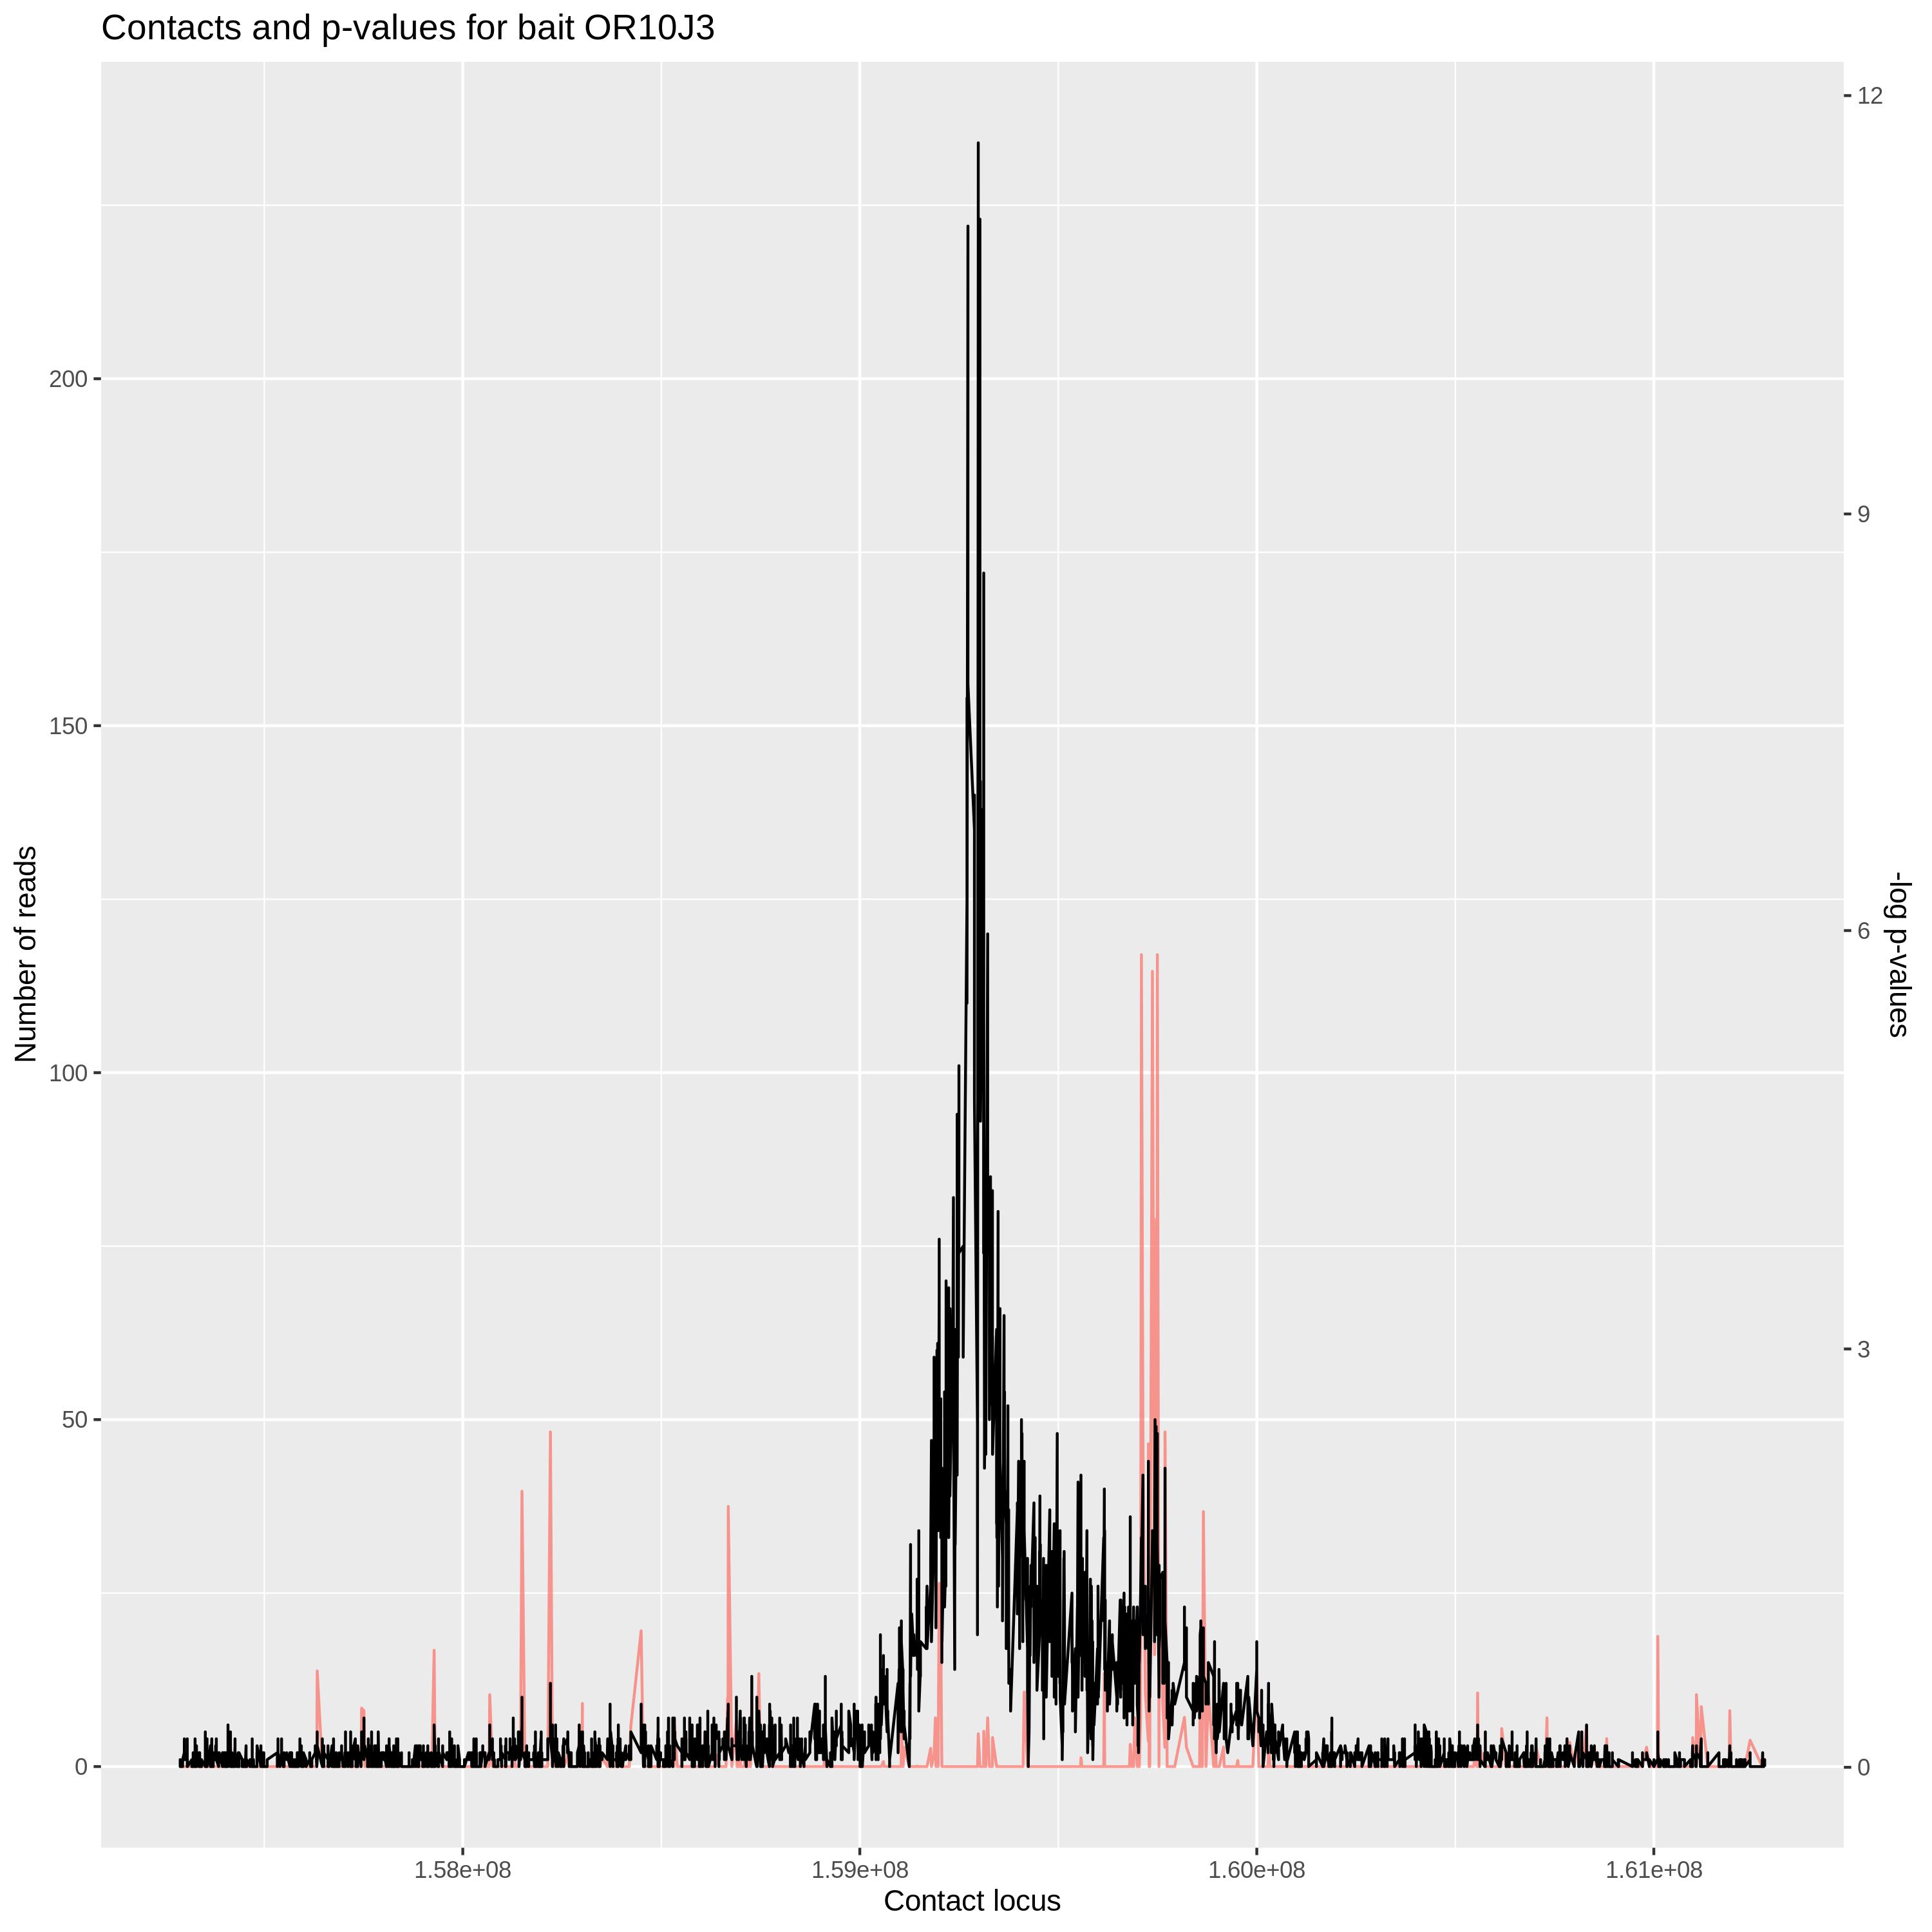 Contacts and p-values for bait OR10J3
Number of reads
200
150
100
50
0
12
9
6
3
0
-log p-values
1.58e+08 1.59e+08 1.60e+08 1.61e+08
Contact locus